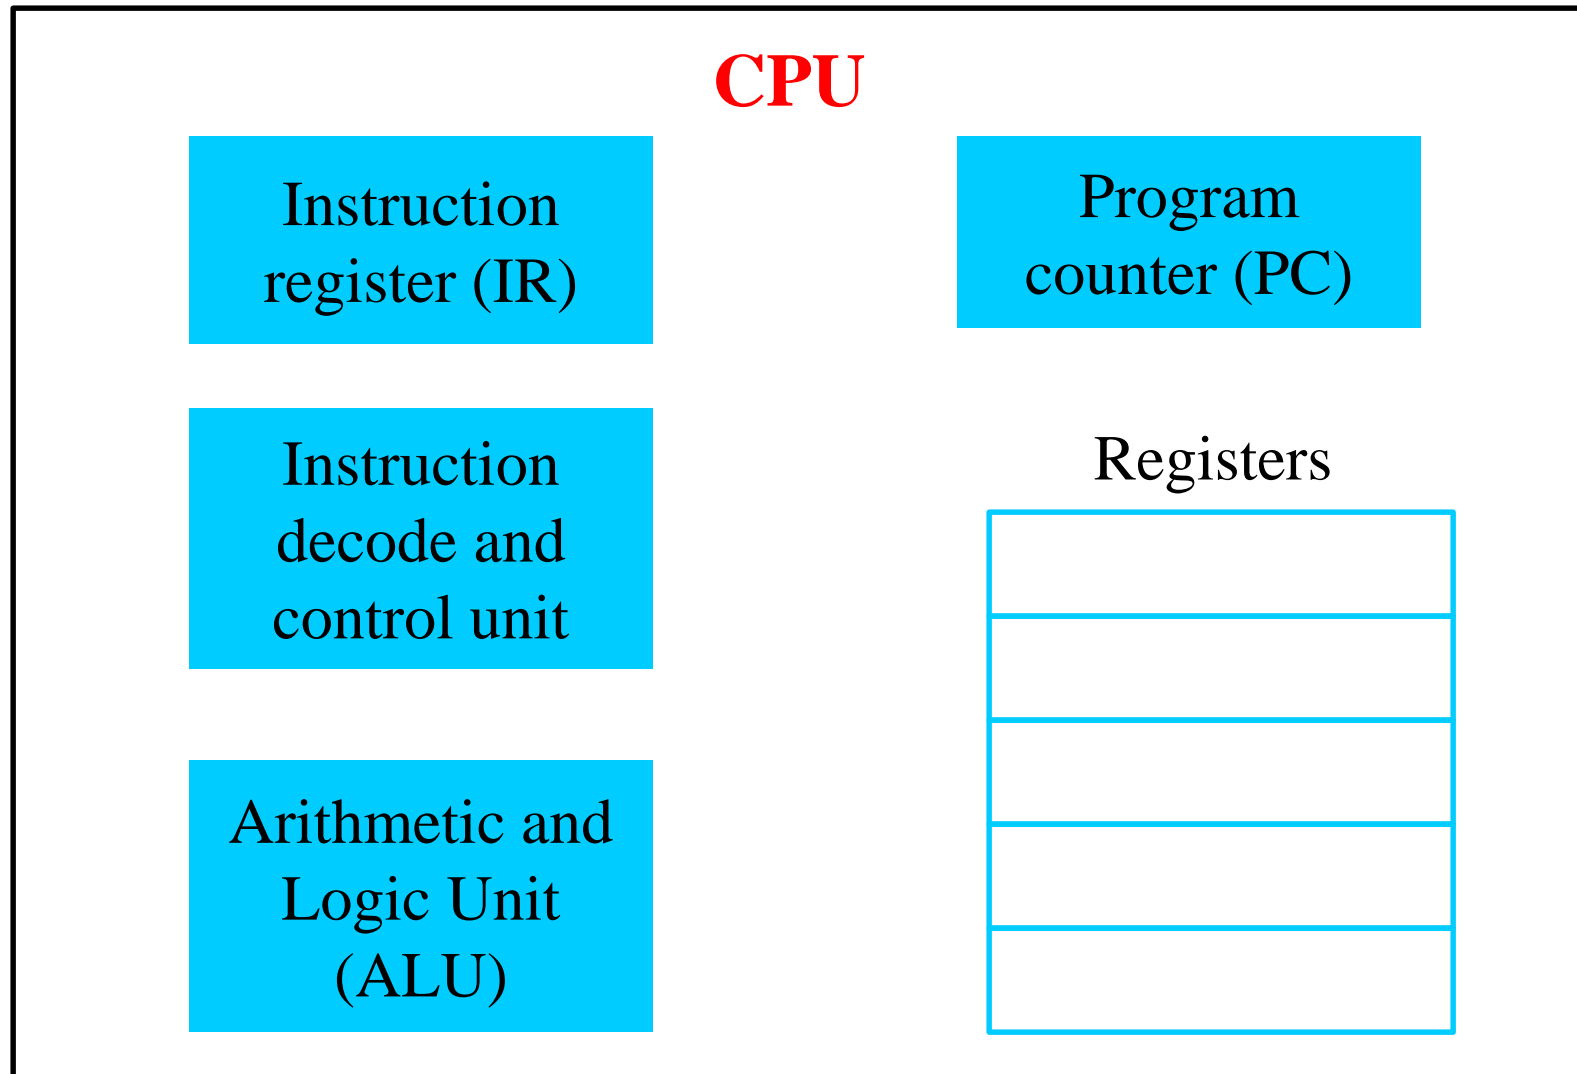 CPU
Instruction
register (IR)
Program
counter (PC)
Instruction
decode and
control unit
Registers
Arithmetic and
Logic Unit
(ALU)